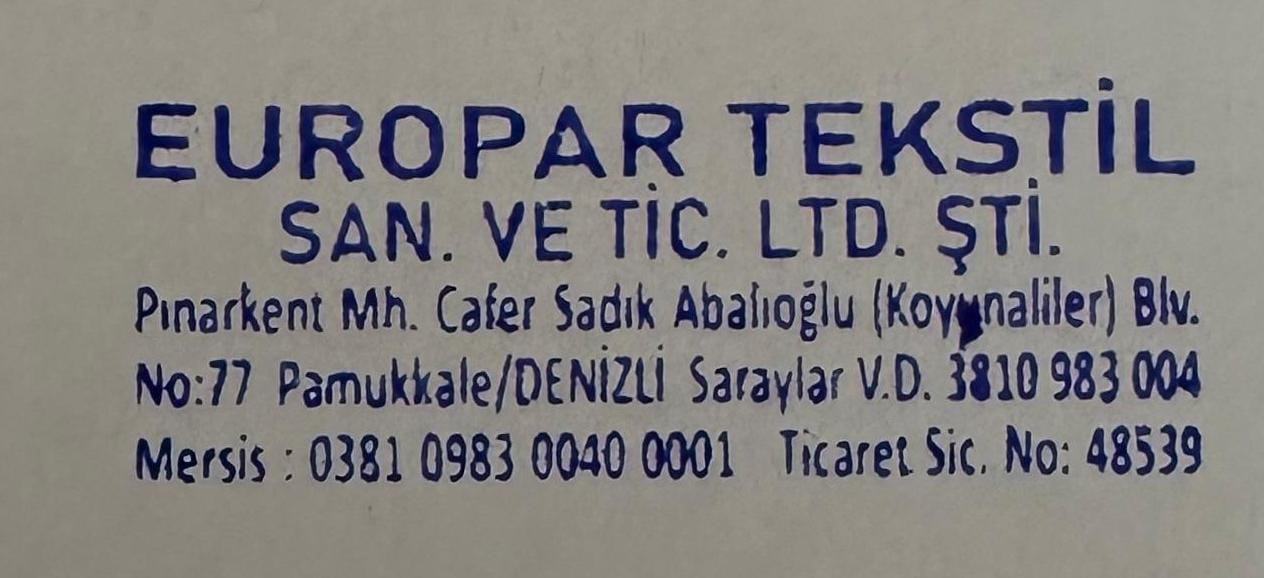 EUROPAR TEKSTİL
SAN. VE TİC. LTD. ŞTİ.
Pınarkent Mh. Cafer Sadık Abalıoğlu (Koyunaliler) Blv.
No:77 Pamukkale/DENİZLİ Saraylar V.D. 3810 983 004
Mersis : 0381 0983 0040 0001 Ticaret Sic. No: 48539